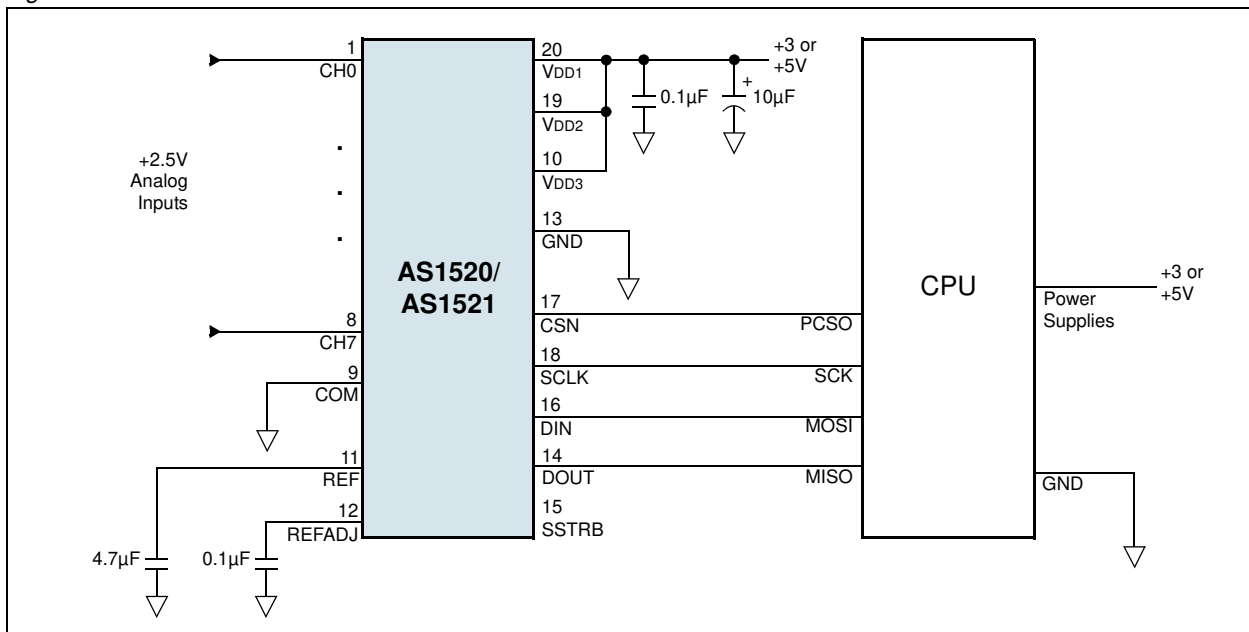 1
CH0
+2.5V
Analog
Inputs
8
CH7
9
COM
11
REF
12
REFADJ
4.7µF
0.1µF
AS1520/
AS1521
20
VDD1
19
VDD2
10
VDD3
13
GND
17
CSN
18
SCLK
16
DIN
14
DOUT
15
SSTRB
+3 or
+5V
0.1µF
+
10µF
PCSO
SCK
MOSI
MISO
CPU
Power
Supplies
+3 or
+5V
GND